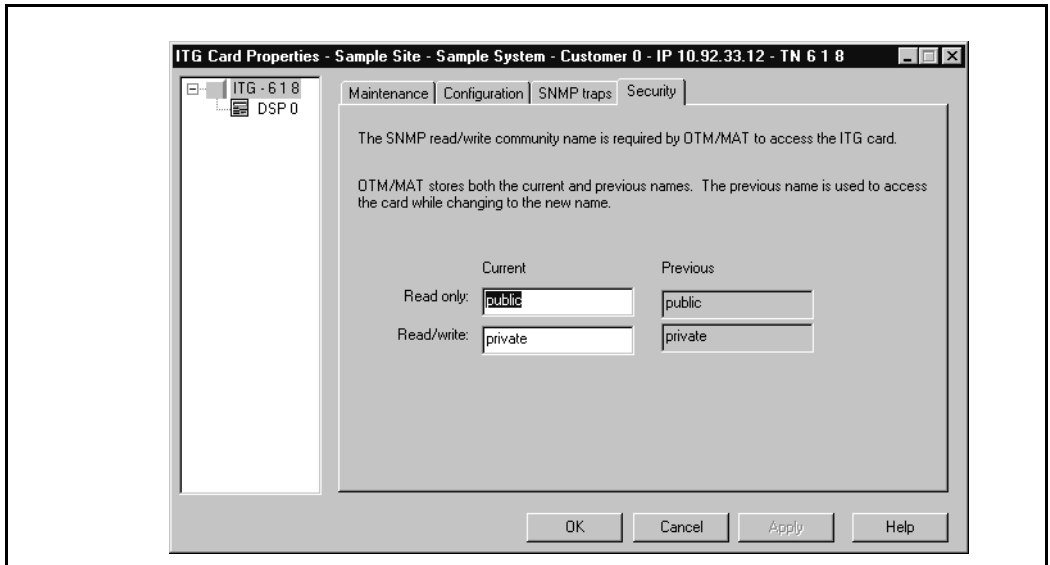 ITG Card Properties - Sample Site - Sample System - Customer 0 - IP 10.92.33.12 - TN 6 1 8
ITG - 6 1 8
DSP 0
Maintenance
Configuration
SNMP traps
Security
The SNMP read/write community name is required by OTM/MAT to access the ITG card.
OTM/MAT stores both the current and previous names. The previous name is used to access
the card while changing to the new name.
Current
Previous
Read only:
public
public
Read/write:
private
private
OK
Cancel
Apply
Help